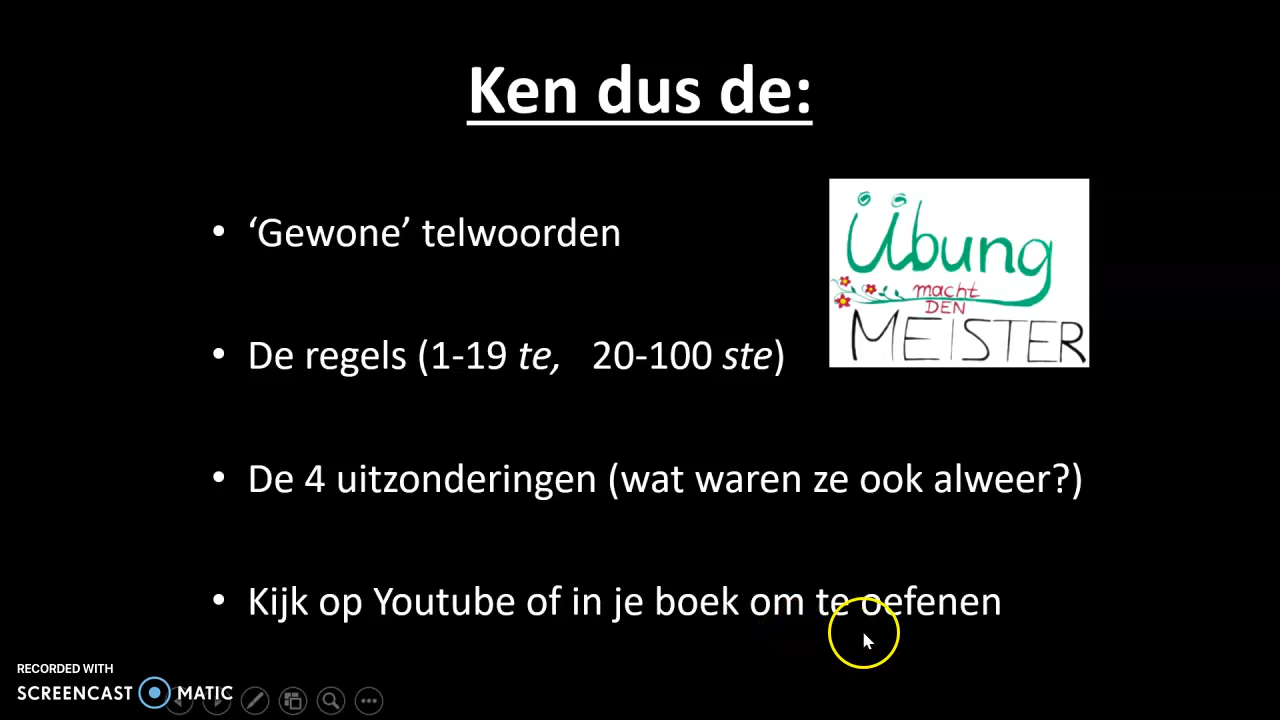 Ken dus de:
• ‘Gewone’ telwoorden
• De regels (1-19 te, 20-100 ste)
• De 4 uitzonderingen (wat waren ze ook alweer?)
• Kijk op Youtube of in je boek om te oefenen
Übung
macht
DEN
MEISTER
RECORDED WITH
SCREENCAST MATIC